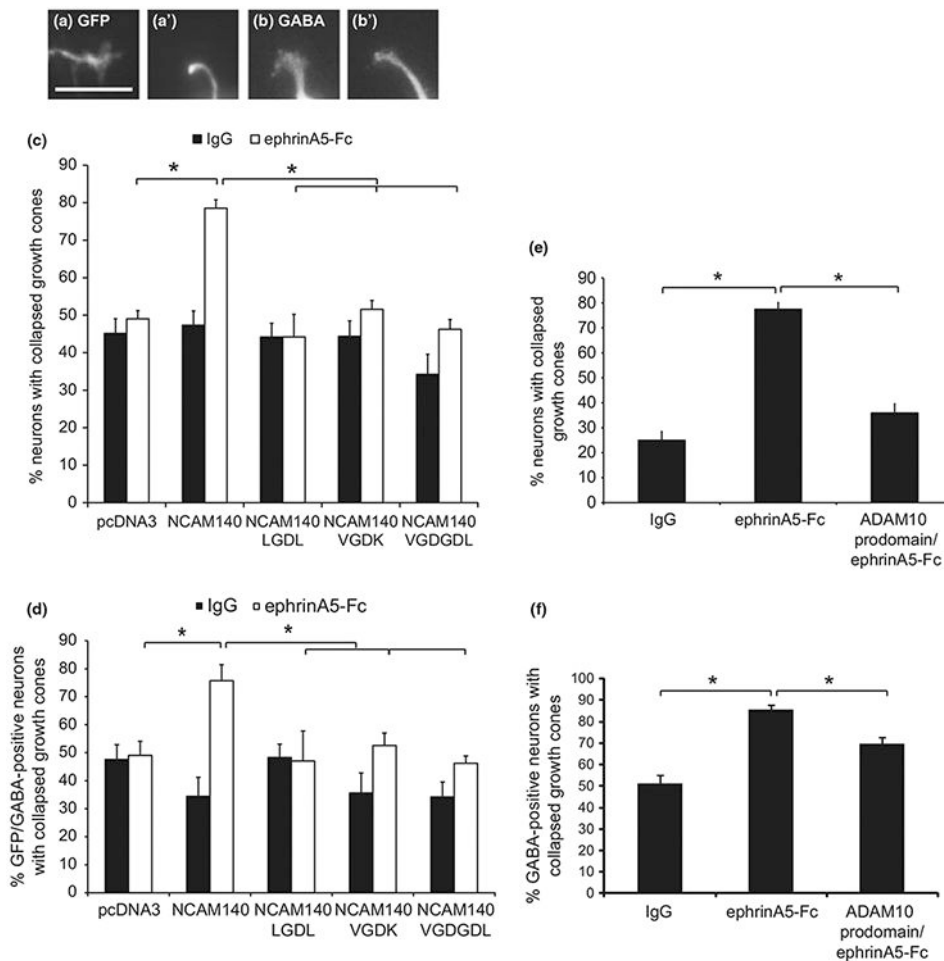 (a) GFP
(a')
(b) GABA
(b')
(c)
IgG
ephrinA5-Fc
% neurons with collapsed growth cones
90
80
70
60
50
40
30
20
10
0
*
*
pcDNA3
NCAM140
NCAM140
LGDL
NCAM140
VGDK
NCAM140
VGDGDL
(d)
IgG
ephrinA5-Fc
% GFP/GABA-positive neurons
with collapsed growth cones
90
80
70
60
50
40
30
20
10
0
*
*
pcDNA3
NCAM140
NCAM140
LGDL
NCAM140
VGDK
NCAM140
VGDGDL
(e)
% neurons with collapsed
growth cones
90
80
70
60
50
40
30
20
10
0
*
*
IgG
ephrinA5-Fc
ADAM10
prodomain/
ephrinA5-Fc
(f)
% GABA-positive neurons with
collapsed growth cones
100
90
80
70
60
50
40
30
20
10
0
*
*
IgG
ephrinA5-Fc
ADAM10
prodomain/
ephrinA5-Fc